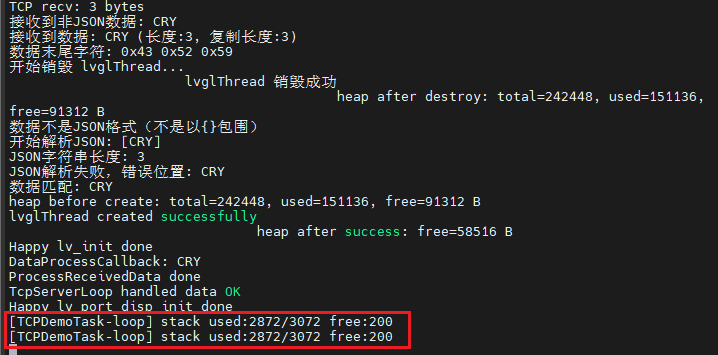 TCP recv: 3 bytes
接收到非JSON数据: CRY
接收到数据: CRY (长度:3, 复制长度:3)
数据末尾字符: 0x43 0x52 0x59
开始销毁 lvglThread...
lvglThread 销毁成功
heap after destroy: total=242448, used=151136,
free=91312 B
数据不是JSON格式（不是以{}包围）
开始解析JSON: [CRY]
JSON字符串长度: 3
JSON解析失败，错误位置: CRY
数据匹配: CRY
heap before create: total=242448, used=151136, free=91312 B
lvglThread created successfully
heap after success: free=58516 B
Happy lv_init done
DataProcessCallback: CRY
ProcessReceivedData done
TcpServerLoop handled data OK
Happy lv_port_disp_init done
[TCPDemoTask-loop] stack used:2872/3072 free:200
[TCPDemoTask-loop] stack used:2872/3072 free:200